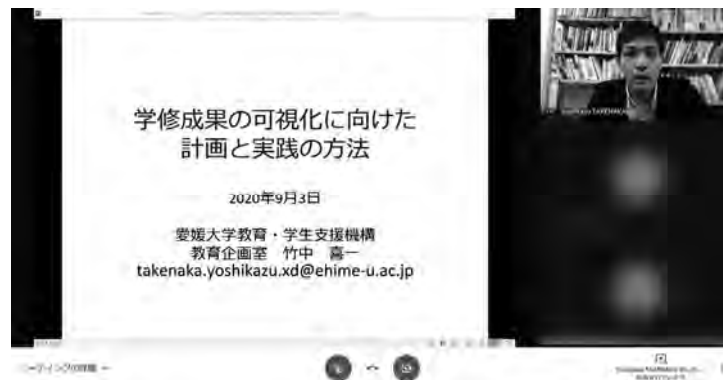 学修成果の可視化に向けた
計画と実践の方法
2020年9月3日
愛媛大学教育・学生支援機構
教育企画室 竹中 喜一
takenaka.yoshikazu.xd@ehime-u.ac.jp